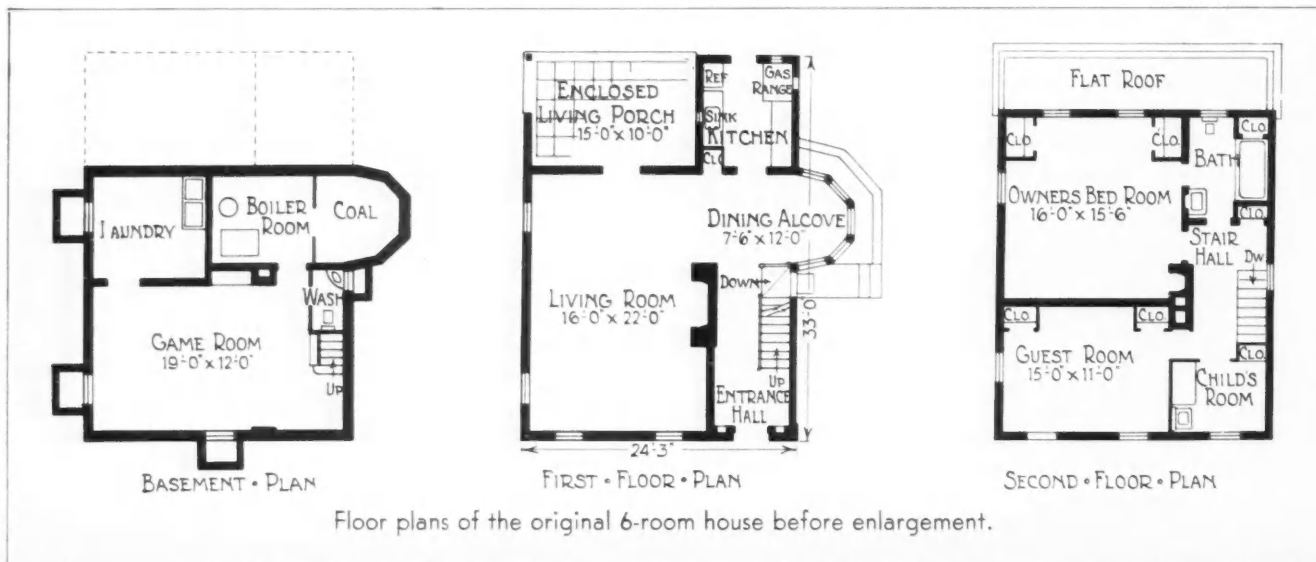 LAUNDRY
BOILER
ROOM
COAL
WASH
GAME ROOM
19'-0" x 12'-0"
UP
BASEMENT • PLAN
ENCLOSED
LIVING PORCH
15'-0" x 10'-0"
REF
GAS
RANGE
SINK
KITCHEN
CLO
DINING ALCOVE
7'-6" x 12'-0"
DOWN
LIVING ROOM
16'-0" x 22'-0"
33'-0"
UP
ENTRANCE
HALL
24'-3"
FIRST • FLOOR • PLAN
FLAT ROOF
CLO.
CLO.
CLO.
BATH
OWNERS BED ROOM
16'-0" x 15'-6"
CLO
STAIR
HALL
DW.
CLO.
CLO.
GUEST ROOM
15'-0" x 11'-0"
CLO.
CHILD'S
ROOM
SECOND • FLOOR • PLAN
Floor plans of the original 6-room house before enlargement.